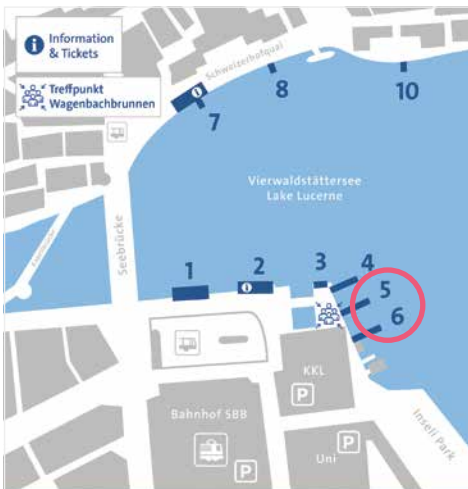 i Information
& Tickets
Treffpunkt
Wagenbachbrunnen
Schweizerhofquai
i
7
8
10
Vierwaldstättersee
Lake Lucerne
Seebrücke
1
2
i
3
4
5
6
KKL
P
Bahnhof SBB
P
Uni
P
Inseli Park